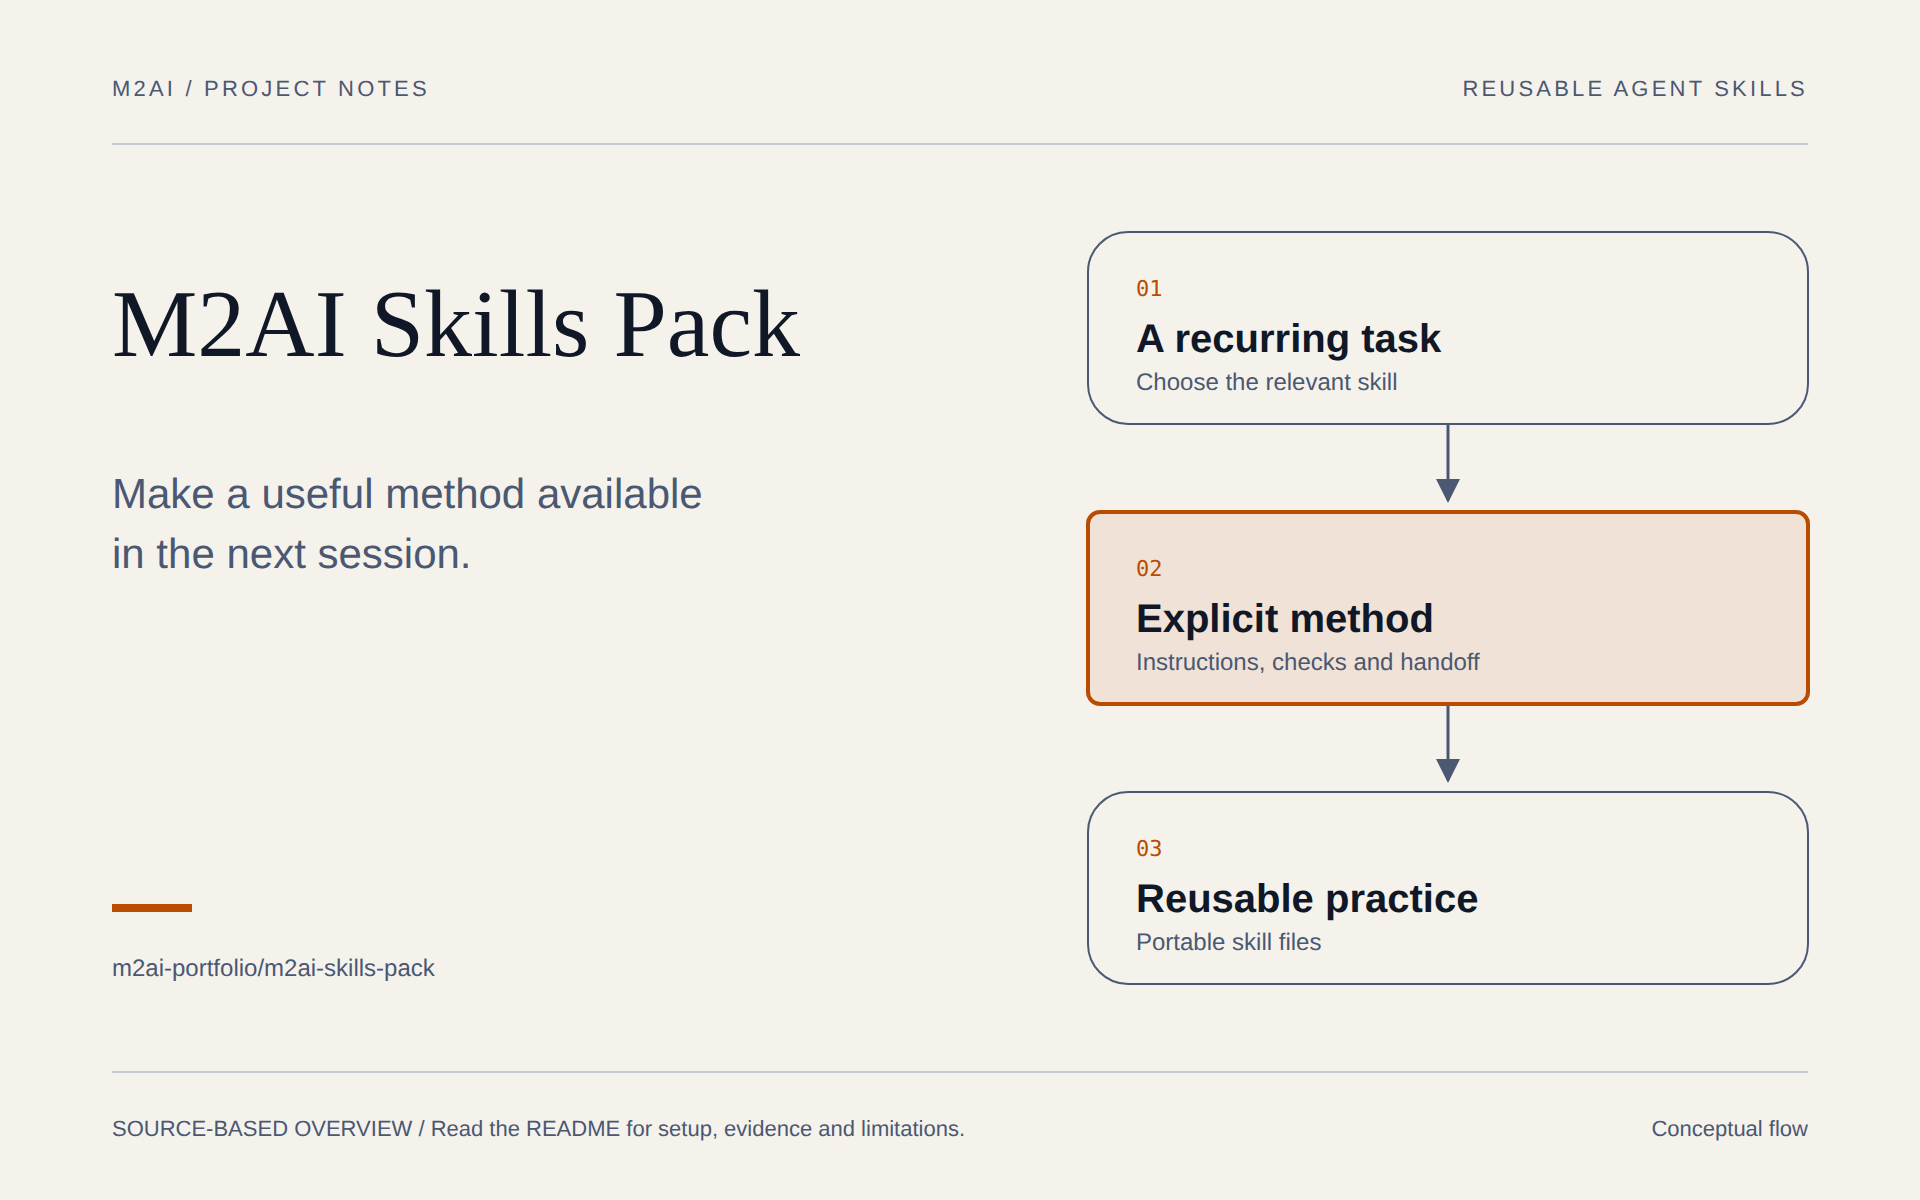 M2AI / PROJECT NOTES
REUSABLE AGENT SKILLS
M2AI Skills Pack
Make a useful method available
in the next session.
m2ai-portfolio/m2ai-skills-pack
01
A recurring task
Choose the relevant skill
02
Explicit method
Instructions, checks and handoff
03
Reusable practice
Portable skill files
SOURCE-BASED OVERVIEW / Read the README for setup, evidence and limitations.
Conceptual flow